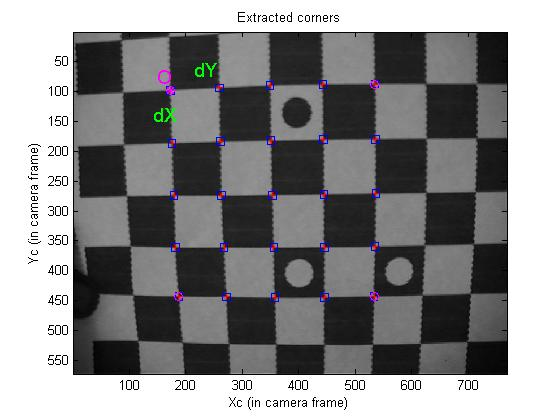 Extracted corners
O
dY
dX
50
100
150
200
250
300
350
400
450
500
550
Yc (in camera frame)
100 200 300 400 500 600 700
Xc (in camera frame)